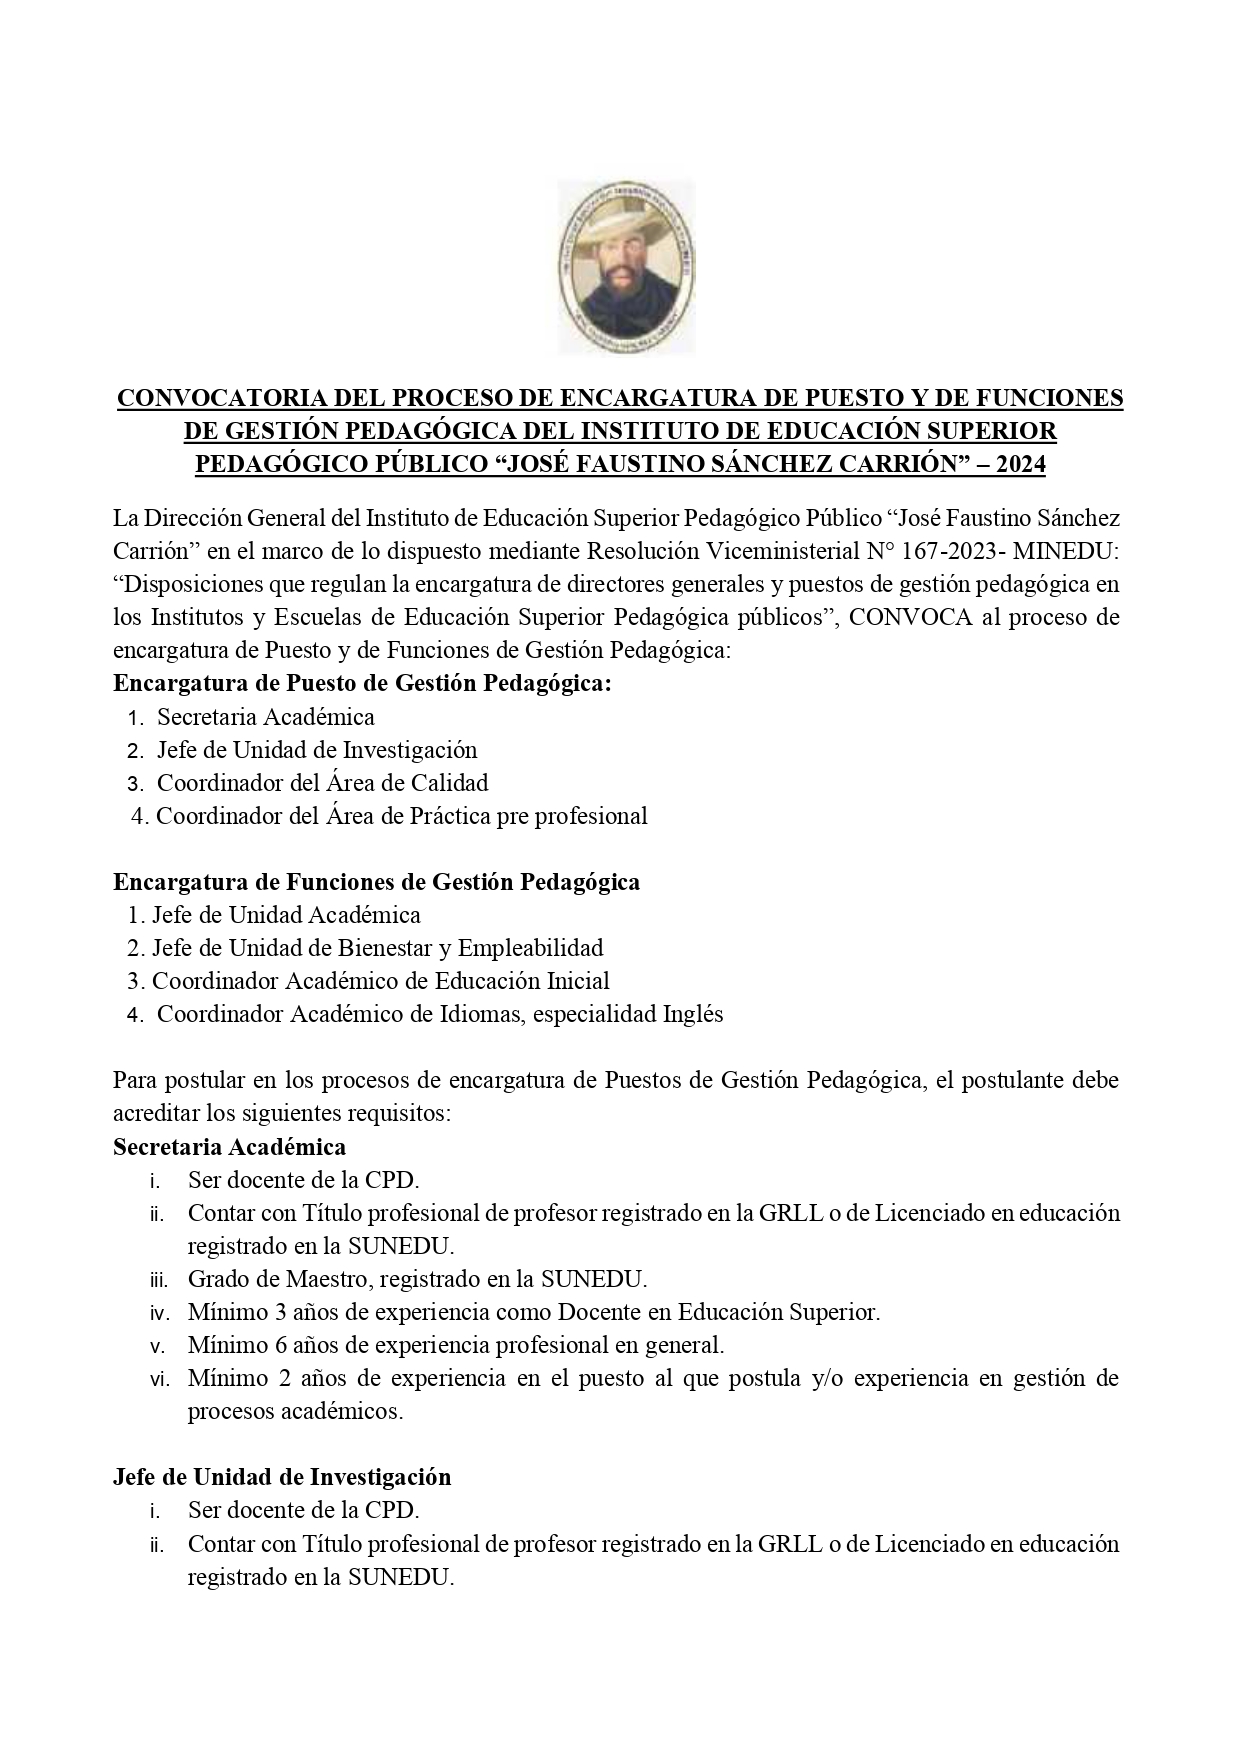 CONVOCATORIA DEL PROCESO DE ENCARGATURA DE PUESTO Y DE FUNCIONES
DE GESTIÓN PEDAGÓGICA DEL INSTITUTO DE EDUCACIÓN SUPERIOR
PEDAGÓGICO PÚBLICO “JOSÉ FAUSTINO SÁNCHEZ CARRIÓN” – 2024
La Dirección General del Instituto de Educación Superior Pedagógico Público “José Faustino Sánchez
Carrión” en el marco de lo dispuesto mediante Resolución Viceministerial N° 167-2023- MINEDU:
“Disposiciones que regulan la encargatura de directores generales y puestos de gestión pedagógica en
los Institutos y Escuelas de Educación Superior Pedagógica públicos”, CONVOCA al proceso de
encargatura de Puesto y de Funciones de Gestión Pedagógica:
Encargatura de Puesto de Gestión Pedagógica:
1. Secretaria Académica
2. Jefe de Unidad de Investigación
3. Coordinador del Área de Calidad
4. Coordinador del Área de Práctica pre profesional
Encargatura de Funciones de Gestión Pedagógica
1. Jefe de Unidad Académica
2. Jefe de Unidad de Bienestar y Empleabilidad
3. Coordinador Académico de Educación Inicial
4. Coordinador Académico de Idiomas, especialidad Inglés
Para postular en los procesos de encargatura de Puestos de Gestión Pedagógica, el postulante debe
acreditar los siguientes requisitos:
Secretaria Académica
i. Ser docente de la CPD.
ii. Contar con Título profesional de profesor registrado en la GRLL o de Licenciado en educación
registrado en la SUNEDU.
iii. Grado de Maestro, registrado en la SUNEDU.
iv. Mínimo 3 años de experiencia como Docente en Educación Superior.
v. Mínimo 6 años de experiencia profesional en general.
vi. Mínimo 2 años de experiencia en el puesto al que postula y/o experiencia en gestión de
procesos académicos.
Jefe de Unidad de Investigación
i. Ser docente de la CPD.
ii. Contar con Título profesional de profesor registrado en la GRLL o de Licenciado en educación
registrado en la SUNEDU.